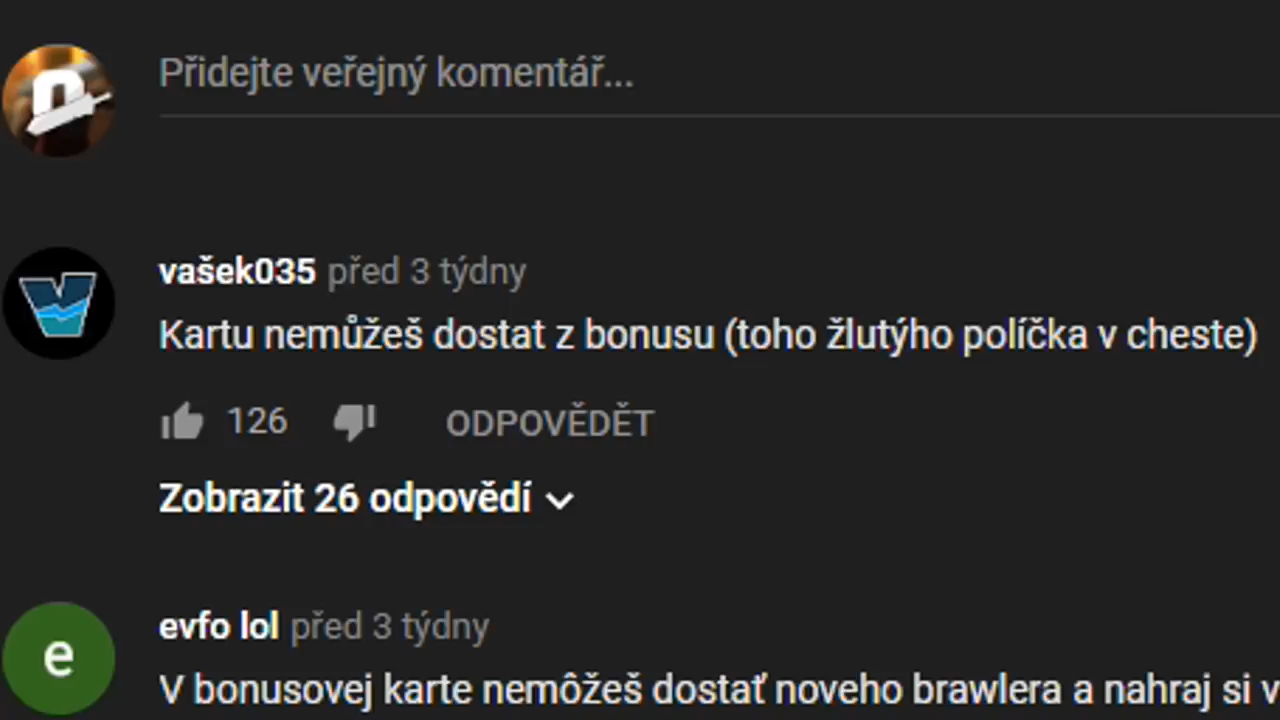 Přidejte veřejný komentář...
vašek035 před 3 týdny
Kartu nemůžeš dostat z bonusu (toho žlutýho políčka v cheste)
126 ODPOVĚDĚT
Zobrazit 26 odpovědí
e
evfo lol před 3 týdny
V bonusovej karte nemôžeš dostať noveho brawlera a nahraj si v